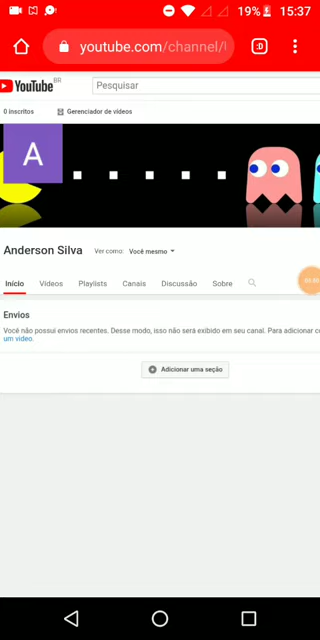 19% 15:37
youtube.com/channel/ :D
YouTube BR
Pesquisar
0 inscritos Gerenciador de vídeos
A
Anderson Silva Ver como: Você mesmo
Início Vídeos Playlists Canais Discussão Sobre
Envios
Você não possui envios recentes. Desse modo, isso não será exibido em seu canal. Para adicionar
um vídeo.
Adicionar uma seção